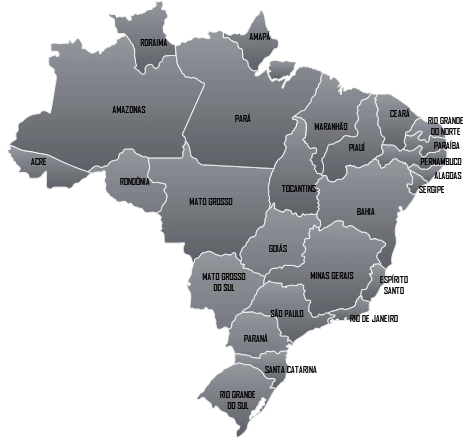 RORAIMA
AMAPÁ
AMAZONAS
PARÁ
MARANHÃO
CEARÁ
RIO GRANDE
DO NORTE
PARAÍBA
PIAUÍ
PERNAMBUCO
ALAGOAS
SERGIPE
ACRE
RONDÔNIA
MATO GROSSO
TOCANTINS
BAHIA
GOIÁS
MATO GROSSO
DO SUL
MINAS GERAIS
ESPÍRITO
SANTO
SÃO PAULO
RIO DE JANEIRO
PARANÁ
SANTA CATARINA
RIO GRANDE
DO SUL